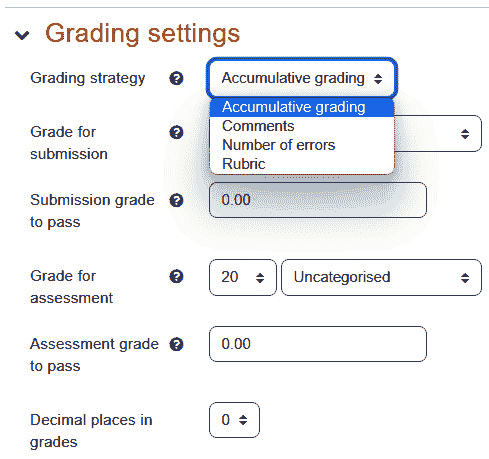 Grading settings
Grading strategy
Accumulative grading
Accumulative grading
Comments
Number of errors
Rubric
Grade for
submission
Submission grade
to pass
0.00
Grade for
assessment
20
Uncategorised
Assessment grade
to pass
0.00
Decimal places in
grades
0